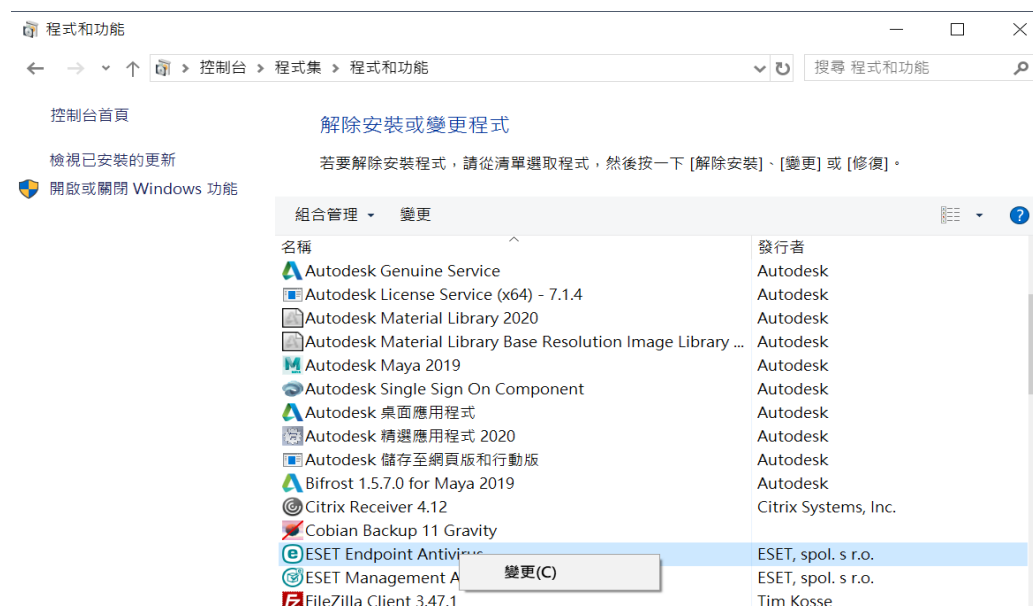 程式和功能
控制台 程式集 程式和功能
搜尋 程式和功能
控制台首頁
檢視已安裝的更新
開啟或關閉 Windows 功能
解除安裝或變更程式
若要解除安裝程式，請從清單選取程式，然後按一下 [解除安裝]、[變更] 或 [修復]。
組合管理 變更
名稱 發行者
Autodesk Genuine Service Autodesk
Autodesk License Service (x64) - 7.1.4 Autodesk
Autodesk Material Library 2020 Autodesk
Autodesk Material Library Base Resolution Image Library ... Autodesk
Autodesk Maya 2019 Autodesk
Autodesk Single Sign On Component Autodesk
Autodesk 桌面應用程式 Autodesk
Autodesk 精選應用程式 2020 Autodesk
Autodesk 儲存至網頁版和行動版 Autodesk
Bifrost 1.5.7.0 for Maya 2019 Autodesk
Citrix Receiver 4.12 Citrix Systems, Inc.
Cobian Backup 11 Gravity
ESET Endpoint Antivirus ESET, spol. s r.o.
變更(C)
ESET Management A ESET, spol. s r.o.
FileZilla Client 3.47.1 Tim Kosse